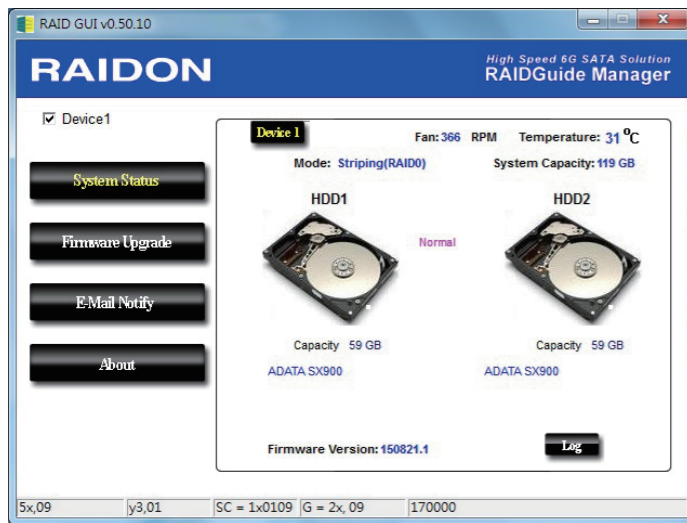 RAID GUI v0.50.10
RAIDON
High Speed 6G SATA Solution
RAIDGuide Manager
Device1
System Status
Firmware Upgrade
E-Mail Notify
About
Device 1
Fan: 366 RPM Temperature: 31 °C
Mode: Striping(RAID0) System Capacity: 119 GB
HDD1 HDD2
Normal
Capacity 59 GB Capacity 59 GB
ADATA SX900 ADATA SX900
Firmware Version: 150821.1
Log
5x,09 y3,01 SC = 1x0109 G = 2x, 09 170000